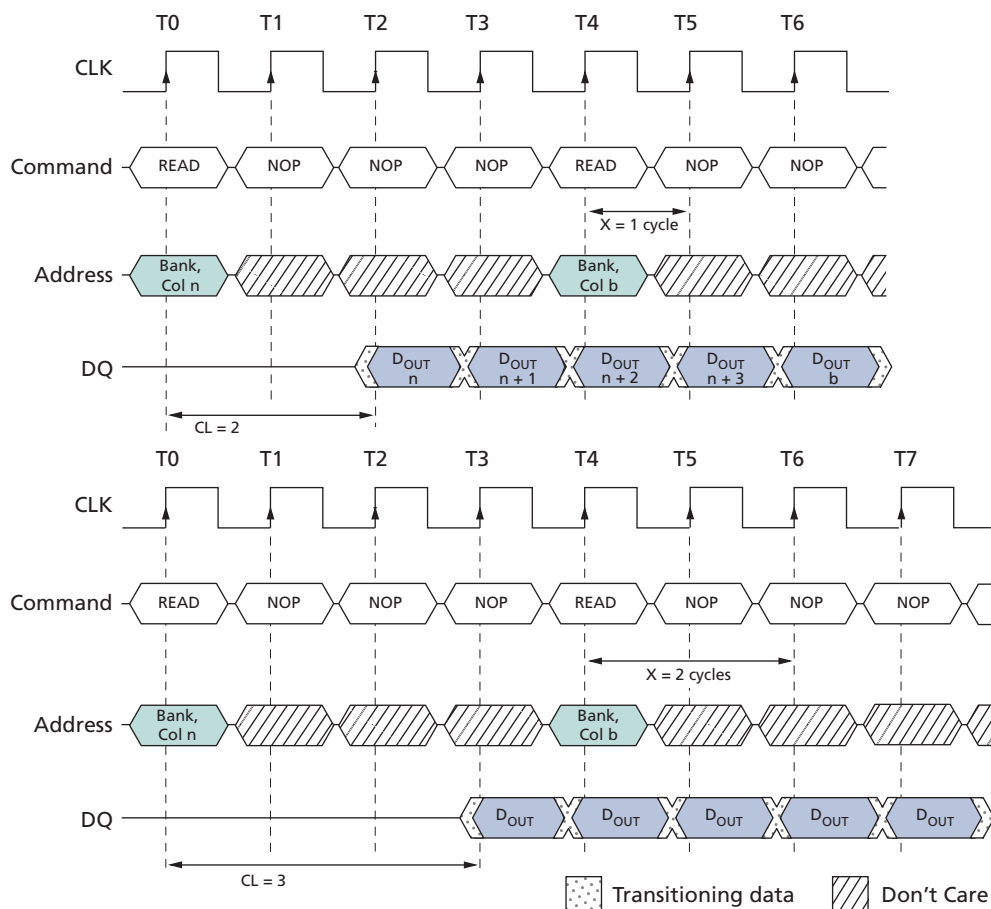 T0 T1 T2 T3 T4 T5 T6
CLK
Command READ NOP NOP NOP READ NOP NOP
X = 1 cycle
Address Bank, Col n Bank, Col b
DQ DOUT n DOUT n + 1 DOUT n + 2 DOUT n + 3 DOUT b
CL = 2
T0 T1 T2 T3 T4 T5 T6 T7
CLK
Command READ NOP NOP NOP READ NOP NOP NOP
X = 2 cycles
Address Bank, Col n Bank, Col b
DQ DOUT DOUT DOUT DOUT DOUT
CL = 3
Transitioning data Don't Care